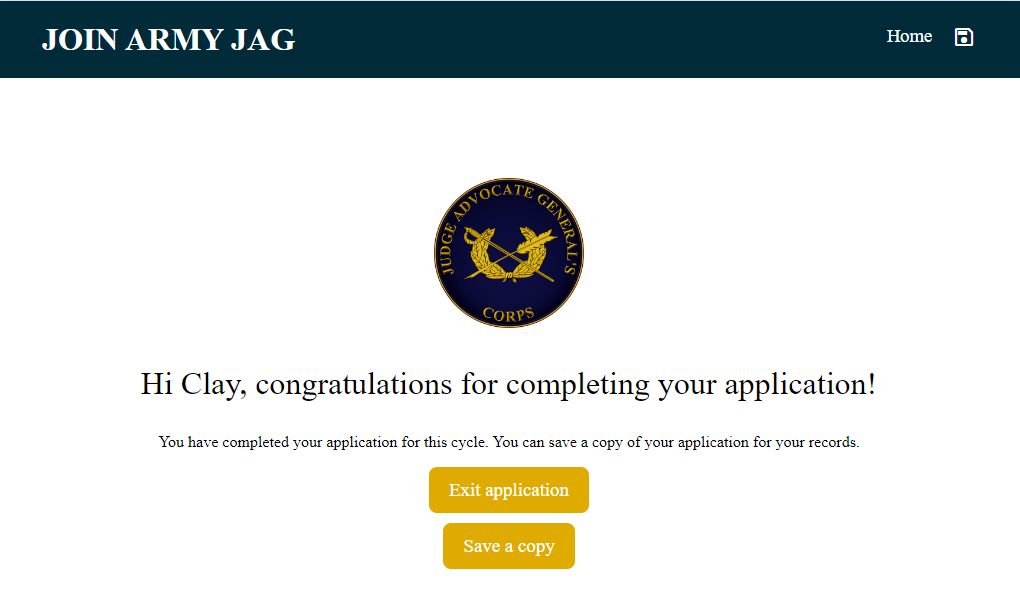 JOIN ARMY JAG
Home
JUDGE ADVOCATE GENERAL'S
CORPS
Hi Clay, congratulations for completing your application!
You have completed your application for this cycle. You can save a copy of your application for your records.
Exit application
Save a copy